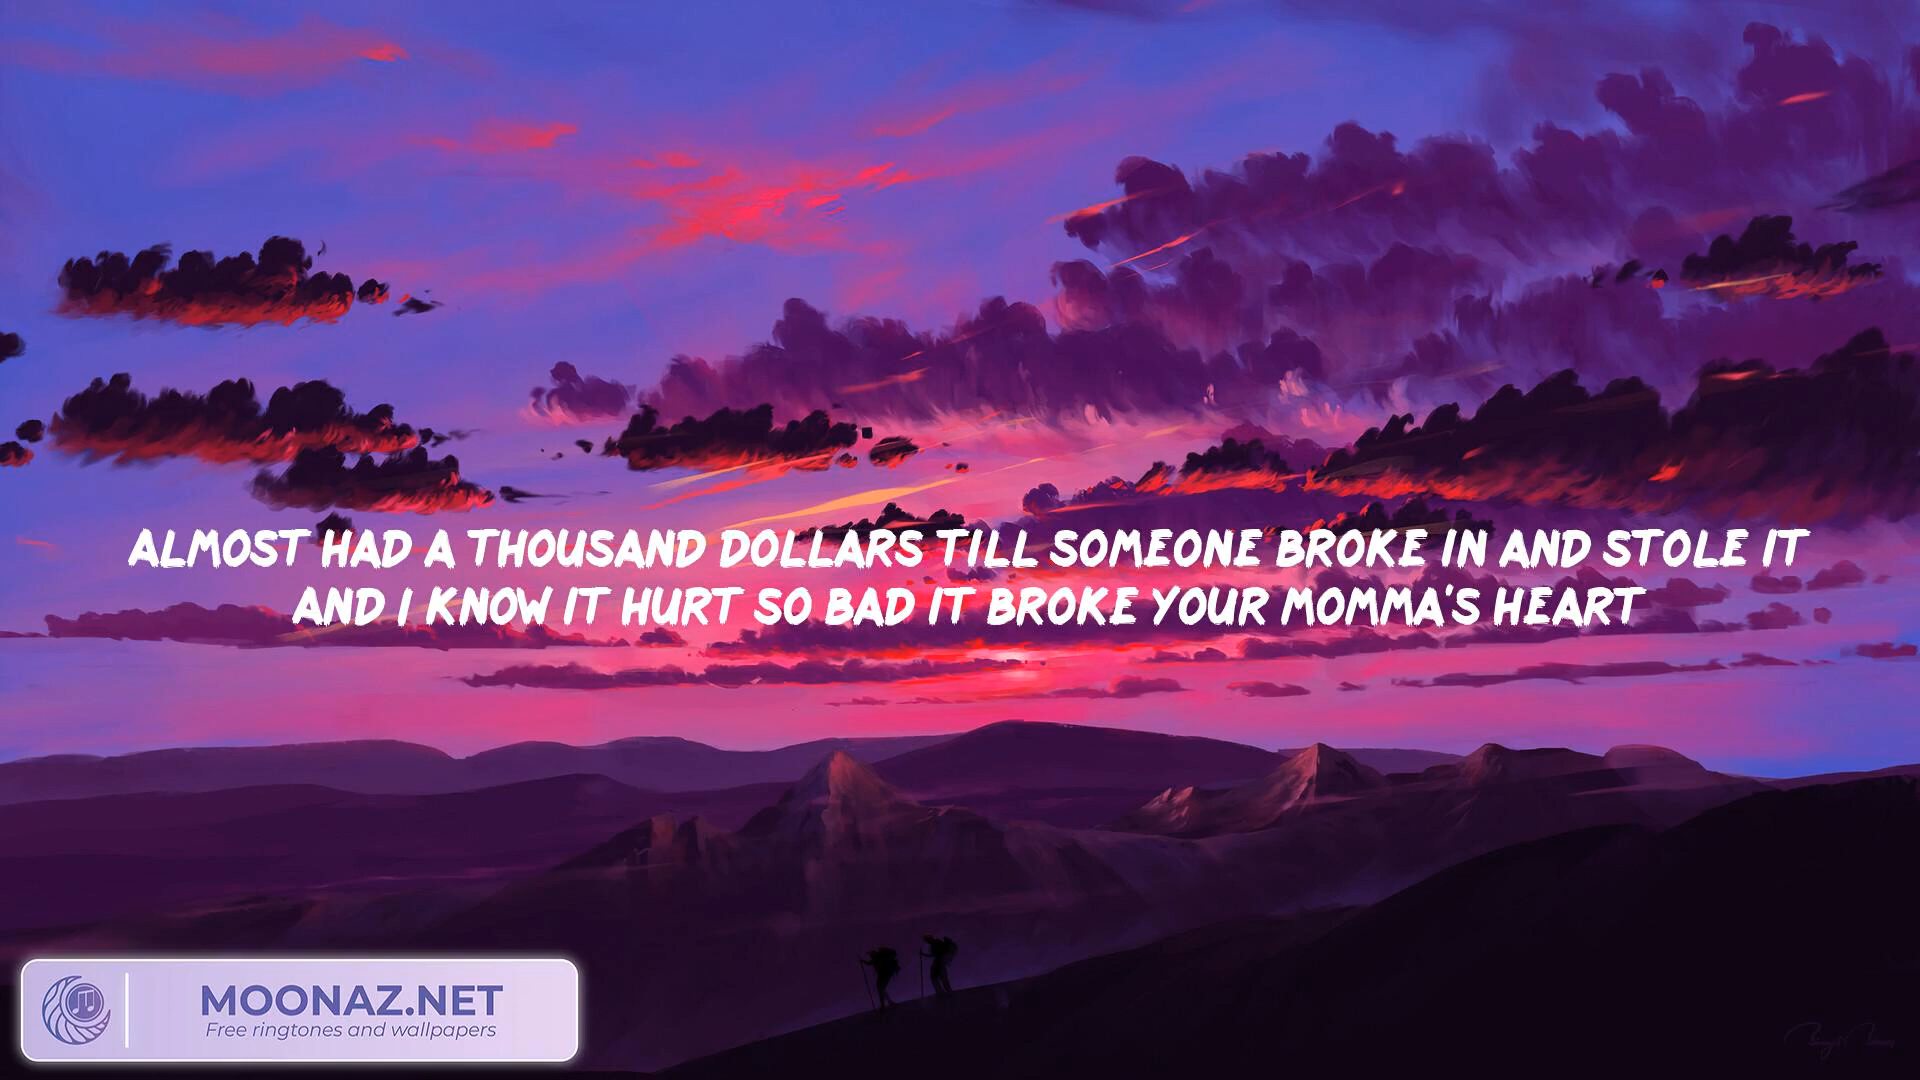 ALMOST HAD A THOUSAND DOLLARS TILL SOMEONE BROKE IN AND STOLE IT
AND I KNOW IT HURT SO BAD IT BROKE YOUR MOMMA'S HEART
MOONAZ.NET
Free ringtones and wallpapers